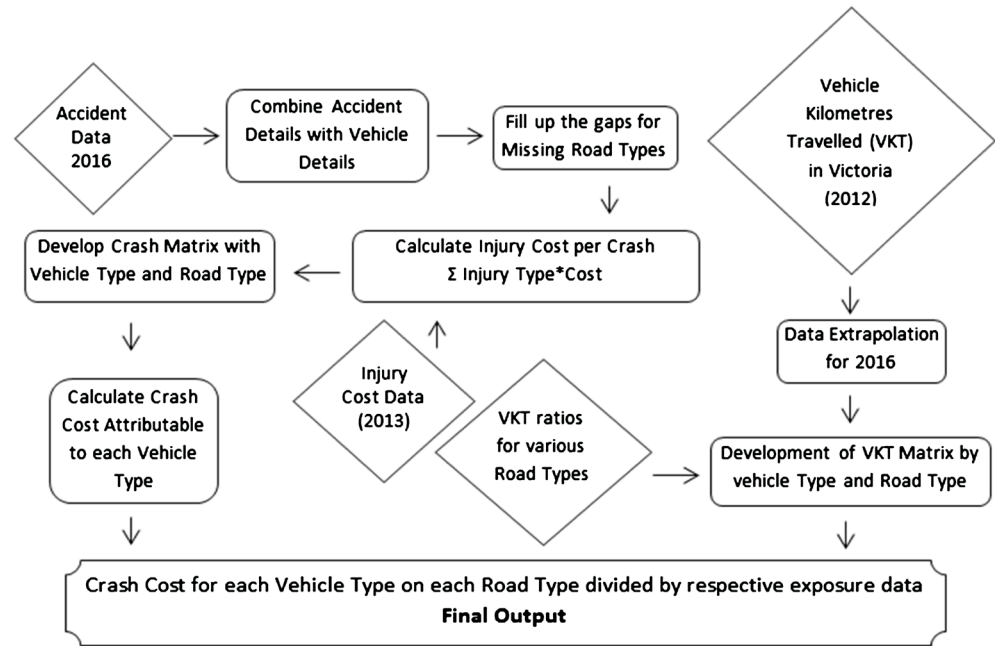 Accident
Data
2016
Combine Accident
Details with Vehicle
Details
Fill up the gaps for
Missing Road Types
Vehicle
Kilometres
Travelled (VKT)
in Victoria
(2012)
Develop Crash Matrix with
Vehicle Type and Road Type
Calculate Injury Cost per Crash
Σ Injury Type*Cost
Data Extrapolation
for 2016
Injury
Cost Data
(2013)
Calculate Crash
Cost Attributable
to each Vehicle
Type
VKT ratios
for various
Road Types
Development of VKT Matrix by
vehicle Type and Road Type
Crash Cost for each Vehicle Type on each Road Type divided by respective exposure data
Final Output